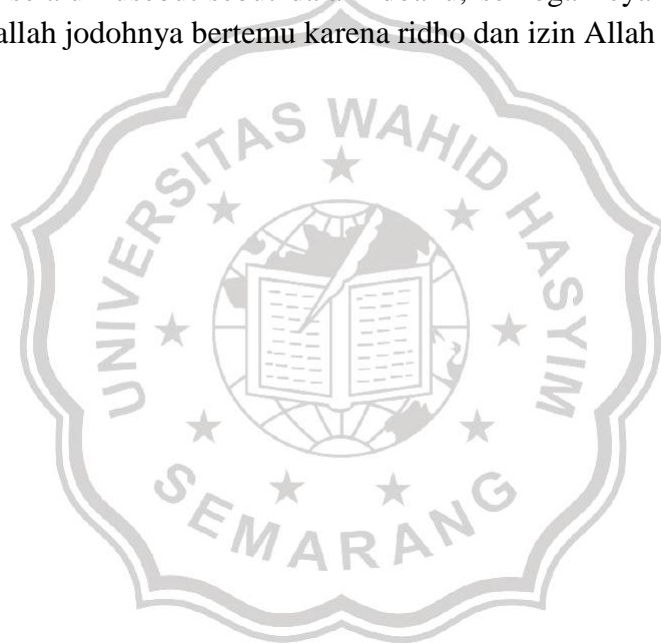 allah jodohnya bertemu karena ridho dan izin Allah
UNIVERSITAS WAHID HASYIM
SEMARANG